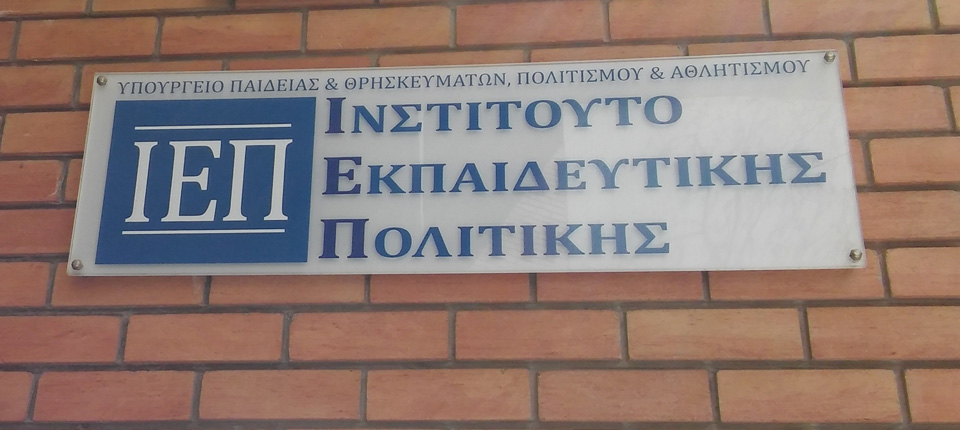 ΥΠΟΥΡΓΕΙΟ ΠΑΙΔΕΙΑΣ & ΘΡΗΣΚΕΥΜΑΤΩΝ, ΠΟΛΙΤΙΣΜΟΥ & ΑΘΛΗΤΙΣΜΟΥ
ΙΕΠ
ΙΝΣΤΙΤΟΥΤΟ
ΕΚΠΑΙΔΕΥΤΙΚΗΣ
ΠΟΛΙΤΙΚΗΣ